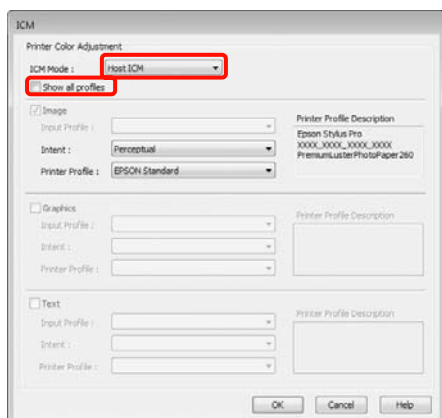 ICM
Printer Color Adjustment
ICM Mode : Host ICM
Show all profiles
Image
Input Profile :
Intent : Perceptual
Printer Profile : EPSON Standard
Printer Profile Description
Epson Stylus Pro
XXXX_XXXX_XXXX_XXXX
PremiumLusterPhotoPaper260
Graphics
Input Profile :
Intent :
Printer Profile :
Printer Profile Description
Text
Input Profile :
Intent :
Printer Profile :
Printer Profile Description
OK Cancel Help